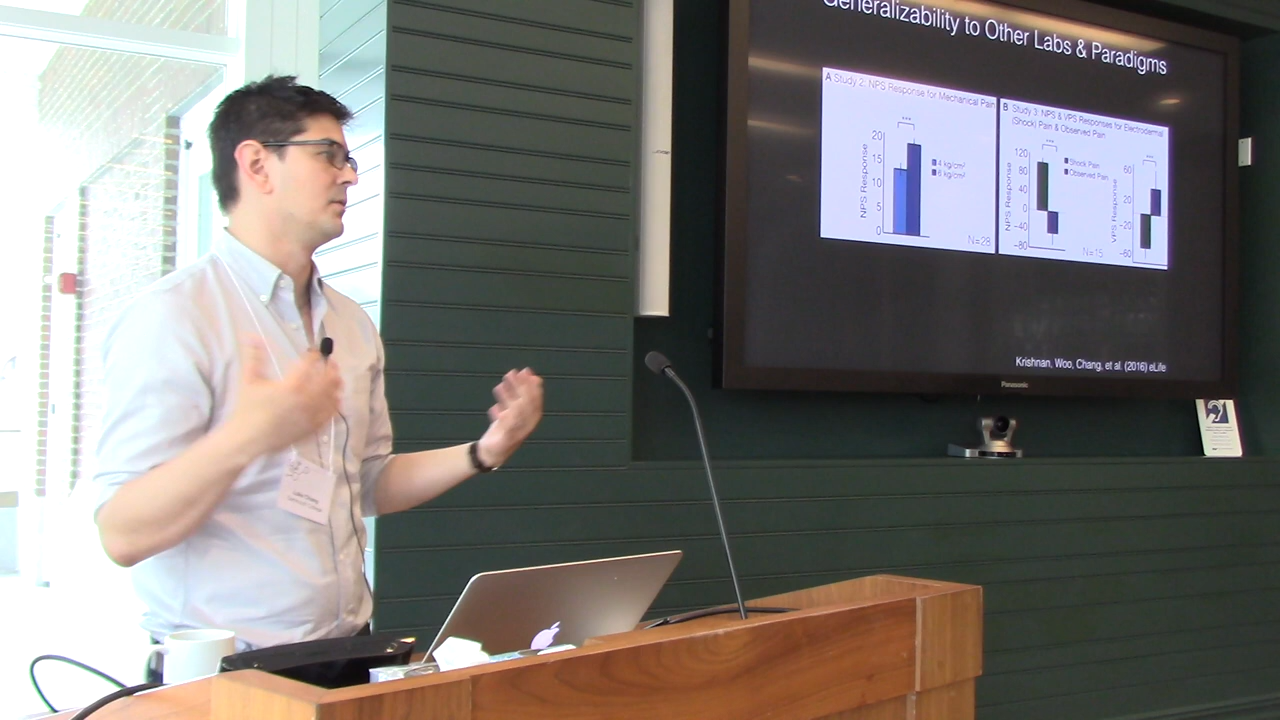 Generalizability to Other Labs & Paradigms
A Study 2: NPS Response for Mechanical Pain
NPS Response
20
15
10
5
0
***
4 kg/cm²
6 kg/cm²
N=28
B Study 3: NPS & VPS Responses for Electrodermal
(Shock) Pain & Observed Pain
NPS Response
120
80
40
0
−40
−80
***
Shock Pain
Observed Pain
N=15
VPS Response
60
20
−20
−60
***
Krishnan, Woo, Chang, et al. (2016) eLife
Panasonic
Luke Chang